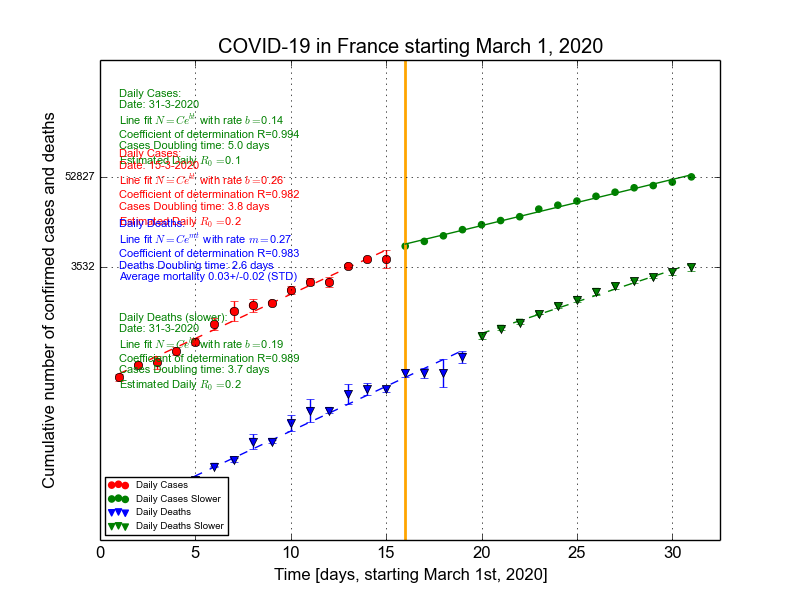 COVID-19 in France starting March 1, 2020
Cumulative number of confirmed cases and deaths
Daily Cases:
Date: 31-3-2020
Line fit N = Ce^{bt}: with rate b =0.14
Coefficient of determination R=0.994
Cases Doubling time: 5.0 days
Estimated Daily R_0 =0.1
Daily Cases:
Date: 15-3-2020
Line fit N = Ce^{bt}: with rate b =0.26
Coefficient of determination R=0.982
Cases Doubling time: 3.8 days
Estimated Daily R_0 =0.2
Daily Deaths:
Line fit N = Ce^{mt} with rate m =0.27
Coefficient of determination R=0.983
Deaths Doubling time: 2.6 days
Average mortality 0.03+/-0.02 (STD)
Daily Deaths (slower):
Date: 31-3-2020
Line fit N = Ce^{bt}: with rate b =0.19
Coefficient of determination R=0.989
Cases Doubling time: 3.7 days
Estimated Daily R_0 =0.2
52827
3532
Daily Cases
Daily Cases Slower
Daily Deaths
Daily Deaths Slower
0 5 10 15 20 25 30
Time [days, starting March 1st, 2020]